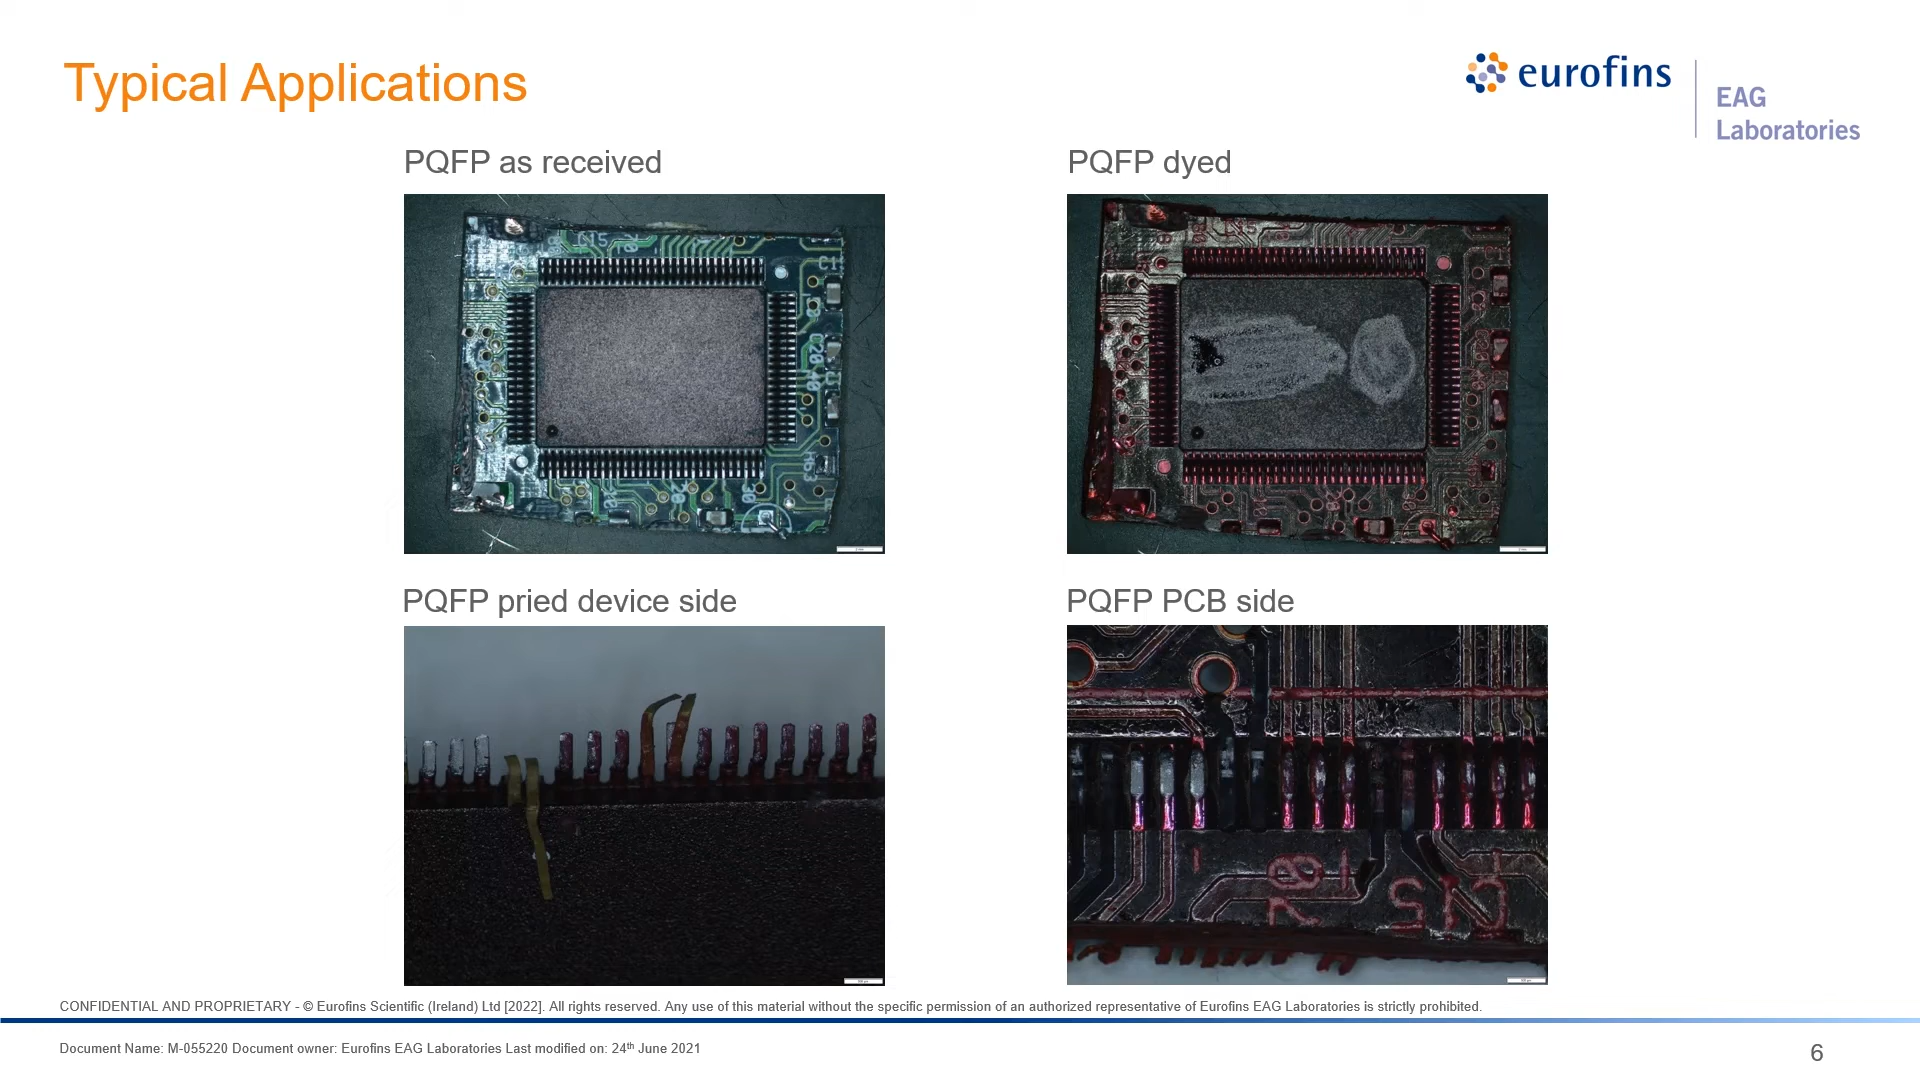 Typical Applications
eurofins
EAG
Laboratories
PQFP as received
PQFP dyed
PQFP pried device side
PQFP PCB side
C15
CONFIDENTIAL AND PROPRIETARY - © Eurofins Scientific (Ireland) Ltd [2022]. All rights reserved. Any use of this material without the specific permission of an authorized representative of Eurofins EAG Laboratories is strictly prohibited.
Document Name: M-055220 Document owner: Eurofins EAG Laboratories Last modified on: 24th June 2021
6